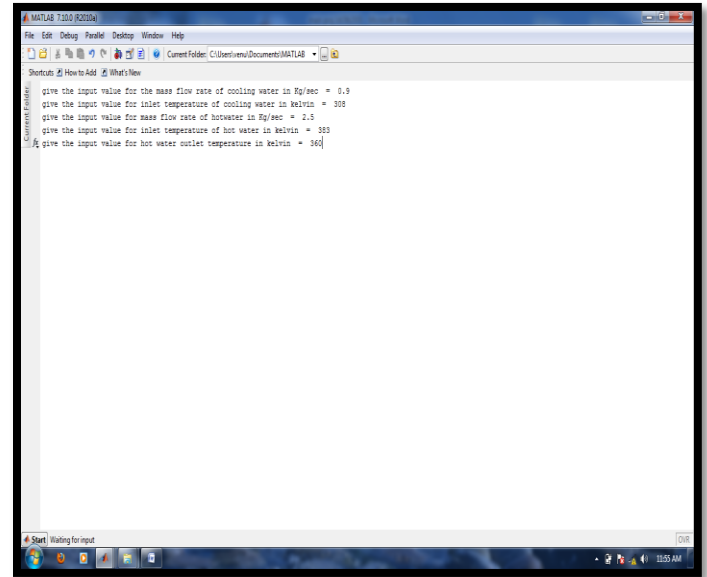 MATLAB 7.10.0 (R2010a)
File Edit Debug Parallel Desktop Window Help
Current Folder: C:\Users\venu\Documents\MATLAB
Shortcuts How to Add What's New
Current Folder
give the input value for the mass flow rate of cooling water in Kg/sec = 0.9
give the input value for inlet temperature of cooling water in kelvin = 308
give the input value for mass flow rate of hotwater in Kg/sec = 2.5
give the input value for inlet temperature of hot water in kelvin = 383
fx give the input value for hot water outlet temperature in kelvin = 360
Start Waiting for input OVR
11:55 AM